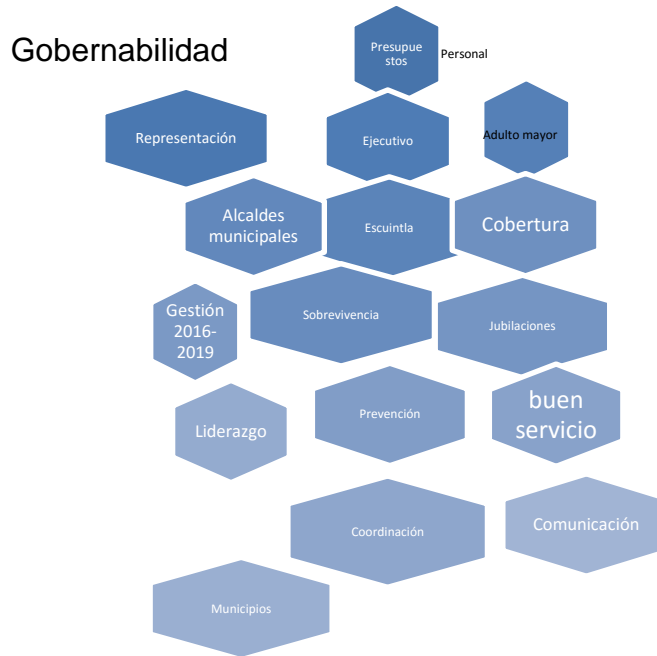 Gobernabilidad
Presupue
stos
Personal
Representación
Ejecutivo
Adulto mayor
Alcaldes
municipales
Escuintla
Cobertura
Gestión
2016-
2019
Sobrevivencia
Jubilaciones
Liderazgo
Prevención
buen
servicio
Coordinación
Comunicación
Municipios